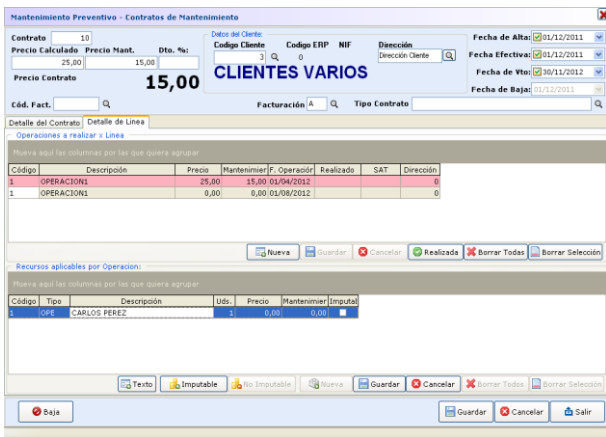 Mantenimiento Preventivo - Contratos de Mantenimiento
Contrato 10
Precio Calculado Precio Mant. Dto. %:
25,00 15,00
Precio Contrato 15,00
Cód. Fact.
Datos del Cliente:
Codigo Cliente Codigo ERP NIF Dirección
3 0 Dirección Cliente
CLIENTES VARIOS
Facturación A Tipo Contrato
Fecha de Alta: 01/12/2011
Fecha Efectiva: 01/12/2011
Fecha de Vto: 30/11/2012
Fecha de Baja: 01/12/2011
Detalle del Contrato Detalle de Linea
Operaciones a realizar x Linea
Mueva aquí las columnas por las que quiera agrupar
Código Descripción Precio Mantenimier F. Operación Realizado SAT Dirección
1 OPERACION1 25,00 15,00 01/04/2012 0
1 OPERACION1 0,00 0,00 01/08/2012 0
Nueva Guardar Cancelar Realizada Borrar Todas Borrar Selección
Recursos aplicables por Operacion:
Mueva aquí las columnas por las que quiera agrupar
Código Tipo Descripción Uds. Precio Mantenimier Imputat
1 OPE CARLOS PEREZ 1 0,00 0,00
Texto Imputable No Imputable Nueva Guardar Cancelar Borrar Todos Borrar Selección
Baja Guardar Cancelar Salir